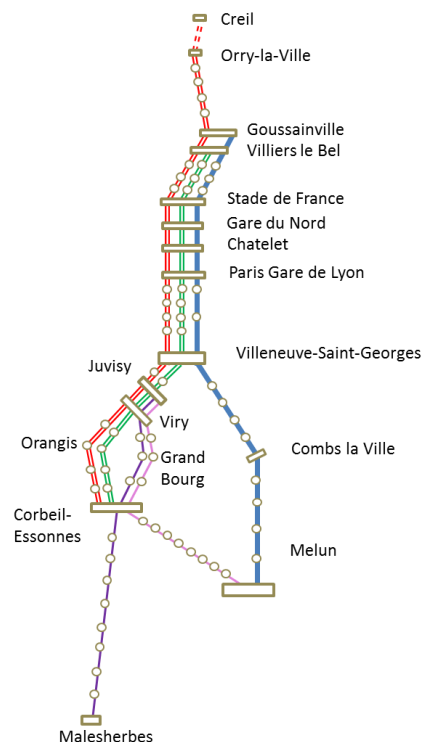 Creil
Orry-la-Ville
Goussainville
Villiers le Bel
Stade de France
Gare du Nord
Chatelet
Paris Gare de Lyon
Villeneuve-Saint-Georges
Juvisy
Viry
Orangis
Grand
Bourg
Combs la Ville
Corbeil-
Essonnes
Melun
Malesherbes